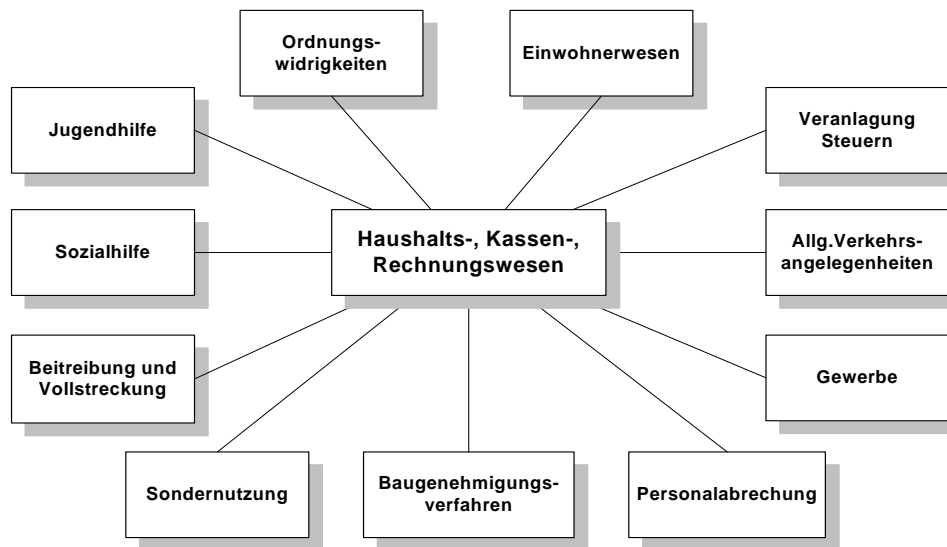 Ordnungs-
widrigkeiten
Einwohnerwesen
Jugendhilfe
Veranlagung
Steuern
Sozialhilfe
Haushalts-, Kassen-,
Rechnungswesen
Allg.Verkehrs-
angelegenheiten
Beitreibung und
Vollstreckung
Gewerbe
Sondernutzung
Baugenehmigungs-
verfahren
Personalabrechung